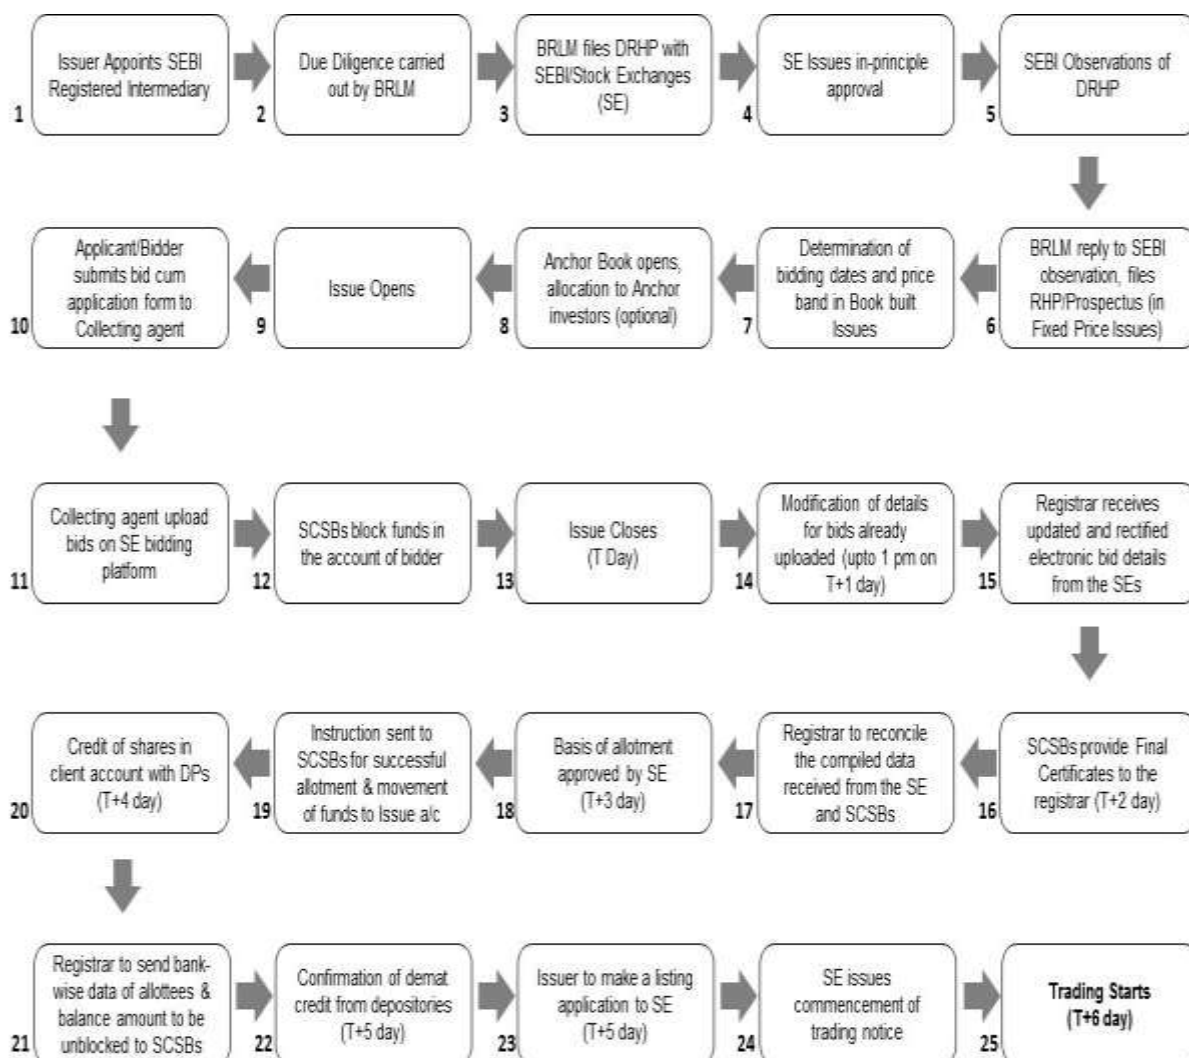 Issuer Appoints SEBI
Registered Intermediary
1
Due Diligence carried
out by BRLM
2
BRLM files DRHP with
SEBI/Stock Exchanges
(SE)
3
SE Issues in-principle
approval
4
SEBI Observations of
DRHP
5
BRLM reply to SEBI
observation, files
RHP/Prospectus (in
Fixed Price Issues)
6
Determination of
bidding dates and price
band in Book built
Issues
7
Anchor Book opens,
allocation to Anchor
investors (optional)
8
Issue Opens
9
Applicant/Bidder
submits bid cum
application form to
Collecting agent
10
Collecting agent upload
bids on SE bidding
platform
11
SCSBs block funds in
the account of bidder
12
Issue Closes
(T Day)
13
Modification of details
for bids already
uploaded (upto 1 pm on
T+1 day)
14
Registrar receives
updated and rectified
electronic bid details
from the SEs
15
SCSBs provide Final
Certificates to the
registrar (T+2 day)
16
Registrar to reconcile
the compiled data
received from the SE
and SCSBs
17
Basis of allotment
approved by SE
(T+3 day)
18
Instruction sent to
SCSBs for successful
allotment & movement
of funds to Issue a/c
19
Credit of shares in
client account with DPs
(T+4 day)
20
Registrar to send bank-
wise data of allottees &
balance amount to be
unblocked to SCSBs
21
Confirmation of demat
credit from depositories
(T+5 day)
22
Issuer to make a listing
application to SE
(T+5 day)
23
SE issues
commencement of
trading notice
24
Trading Starts
(T+6 day)
25